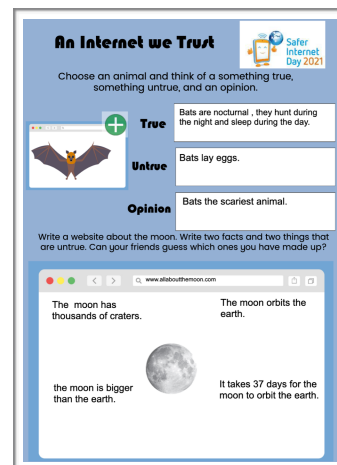 An Internet we Trust
Safer
Internet
Day 2021
Choose an animal and think of a something true,
something untrue, and an opinion.
True
Bats are nocturnal , they hunt during
the night and sleep during the day.
Untrue
Bats lay eggs.
Opinion
Bats the scariest animal.
Write a website about the moon. Write two facts and two things that
are untrue. Can your friends guess which ones you have made up?
www.allaboutthemoon.com
The moon has
thousands of craters.
The moon orbits the
earth.
the moon is bigger
than the earth.
It takes 37 days for the
moon to orbit the earth.